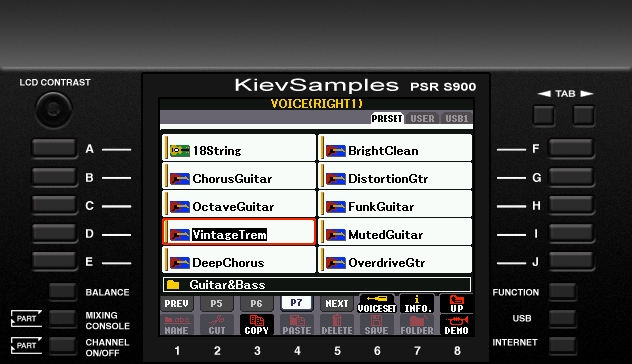 LCD CONTRAST
KievSamples PSR S900
◄ TAB ►
VOICE(RIGHT1)
PRESET USER USB1
A 18String BrightClean F
B ChorusGuitar DistortionGtr G
C OctaveGuitar FunkGuitar H
D VintageTrem MutedGuitar I
E DeepChorus OverdriveGtr J
Guitar&Bass
BALANCE
FUNCTION
PREV P5 P6 P7 NEXT VOICESET INFO. UP
PART MIXING CONSOLE
USB
NAME CUT COPY PASTE DELETE SAVE FOLDER DEMO
PART CHANNEL ON/OFF
INTERNET
1 2 3 4 5 6 7 8